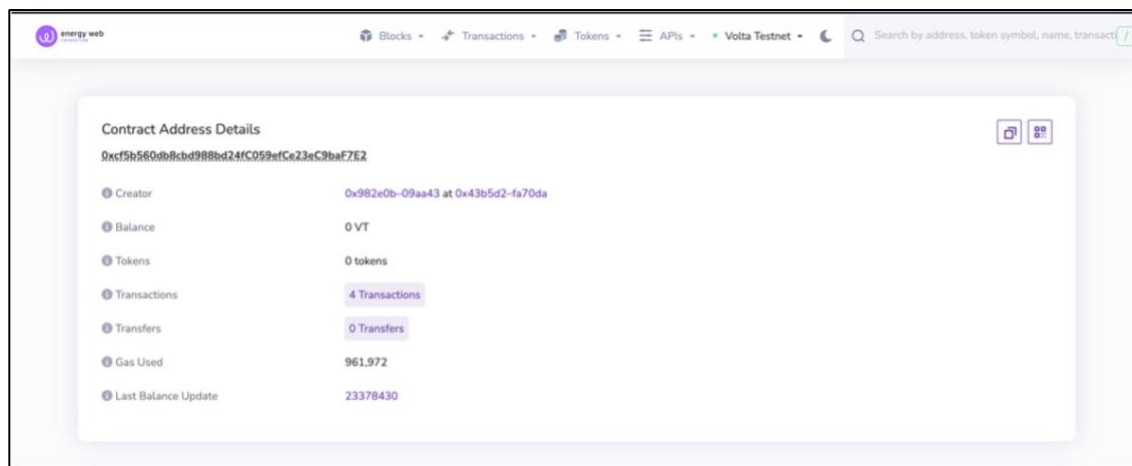 energy web
Blocks Transactions Tokens APIs Volta Testnet Search by address, token symbol, name, transacti /
Contract Address Details
0xcf5b560db8cbd988bd24fC059efCe23eC9baF7E2
Creator 0x982e0b–09aa43 at 0x43b5d2–fa70da
Balance 0 VT
Tokens 0 tokens
Transactions 4 Transactions
Transfers 0 Transfers
Gas Used 961,972
Last Balance Update 23378430